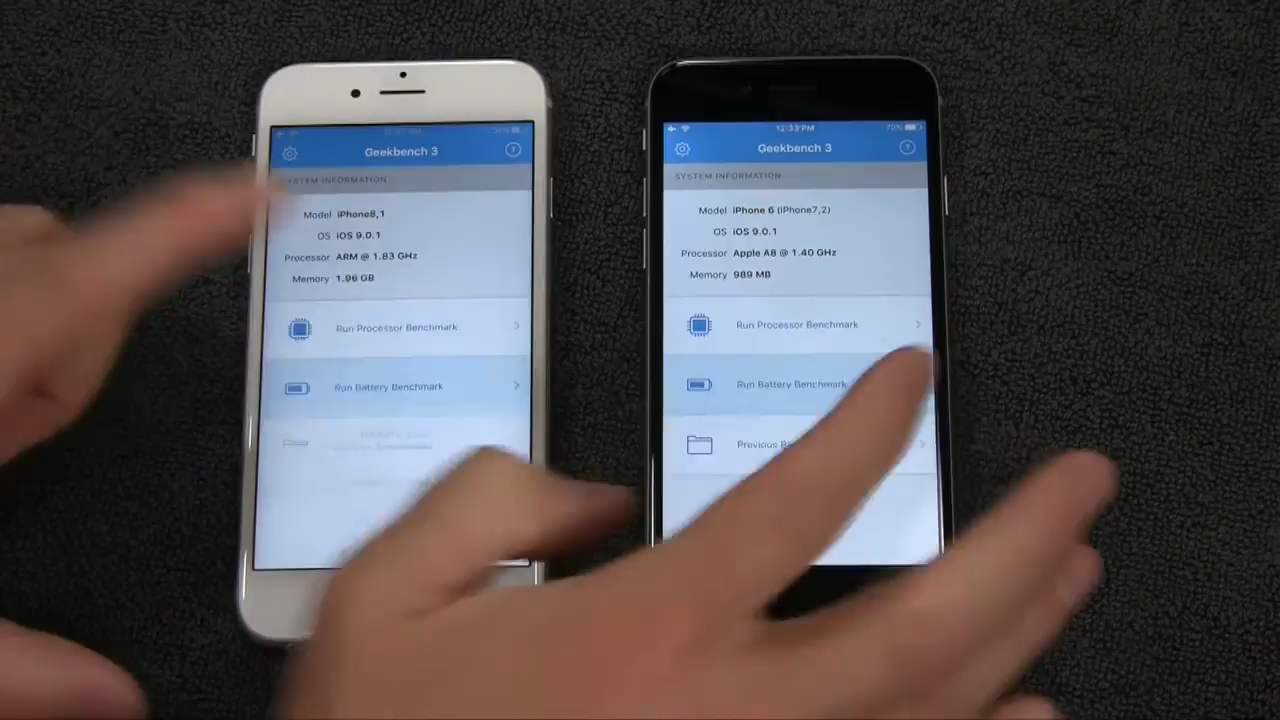 Geekbench 3
SYSTEM INFORMATION
Model iPhone8,1
OS iOS 9.0.1
Processor ARM @ 1.83 GHz
Memory 1.96 GB
Run Processor Benchmark
Run Battery Benchmark
12:33 PM
Geekbench 3
SYSTEM INFORMATION
Model iPhone 6 (iPhone7,2)
OS iOS 9.0.1
Processor Apple A8 @ 1.40 GHz
Memory 989 MB
Run Processor Benchmark
Run Battery Benchmark
Previous